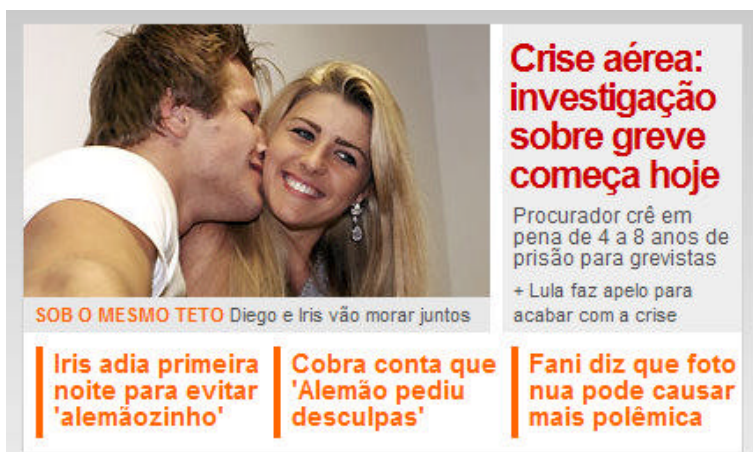 Crise aérea:
investigação
sobre greve
começa hoje
Procurador crê em
pena de 4 a 8 anos de
prisão para grevistas
+ Lula faz apelo para
acabar com a crise
SOB O MESMO TETO Diego e Iris vão morar juntos
Iris adia primeira
noite para evitar
'alemãozinho'
Cobra conta que
'Alemão pediu
desculpas'
Fani diz que foto
nua pode causar
mais polêmica